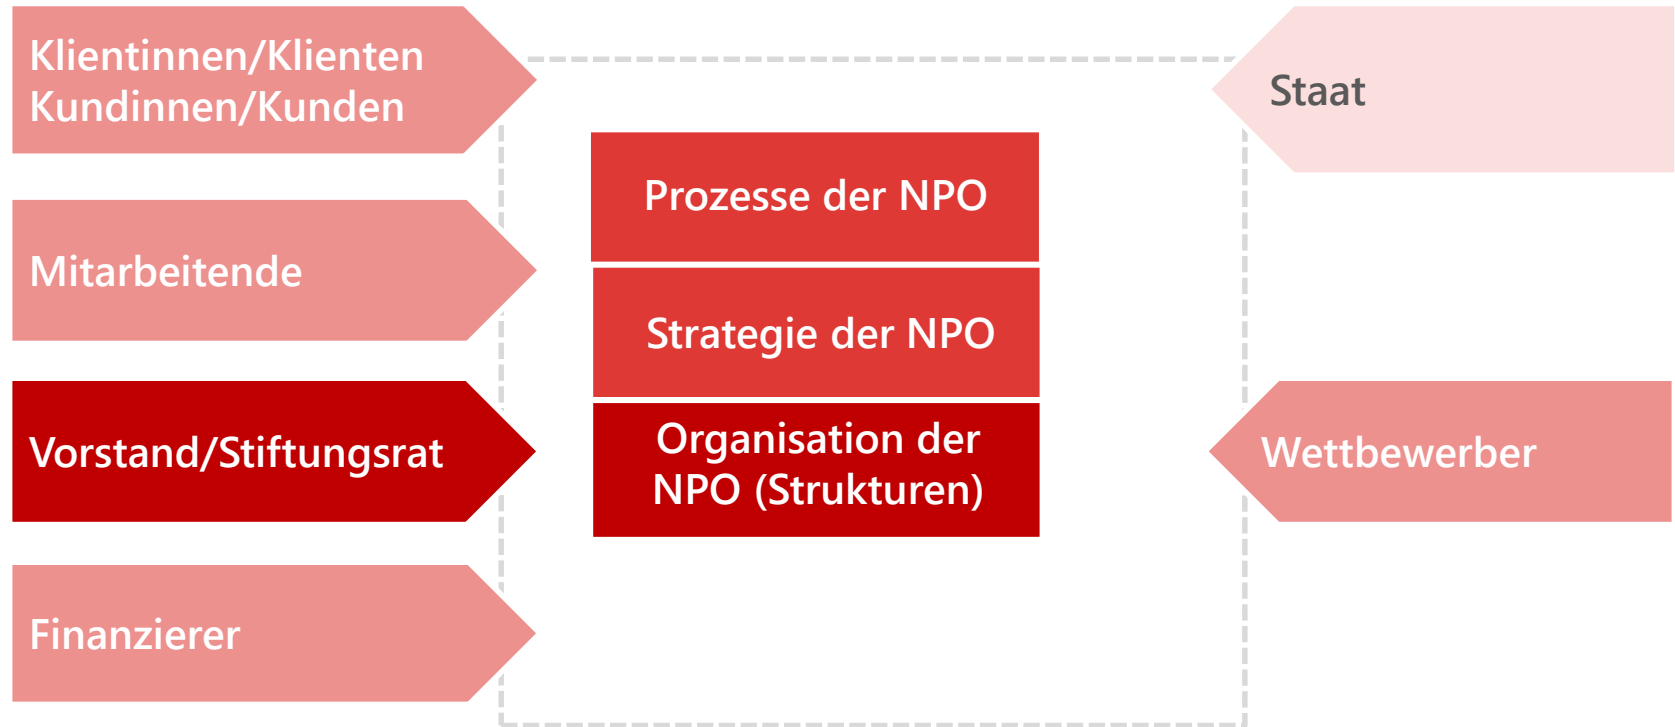 Klientinnen/Klienten
Kundinnen/Kunden
Staat
Prozesse der NPO
Mitarbeitende
Strategie der NPO
Vorstand/Stiftungsrat
Organisation der
NPO (Strukturen)
Wettbewerber
Finanzierer